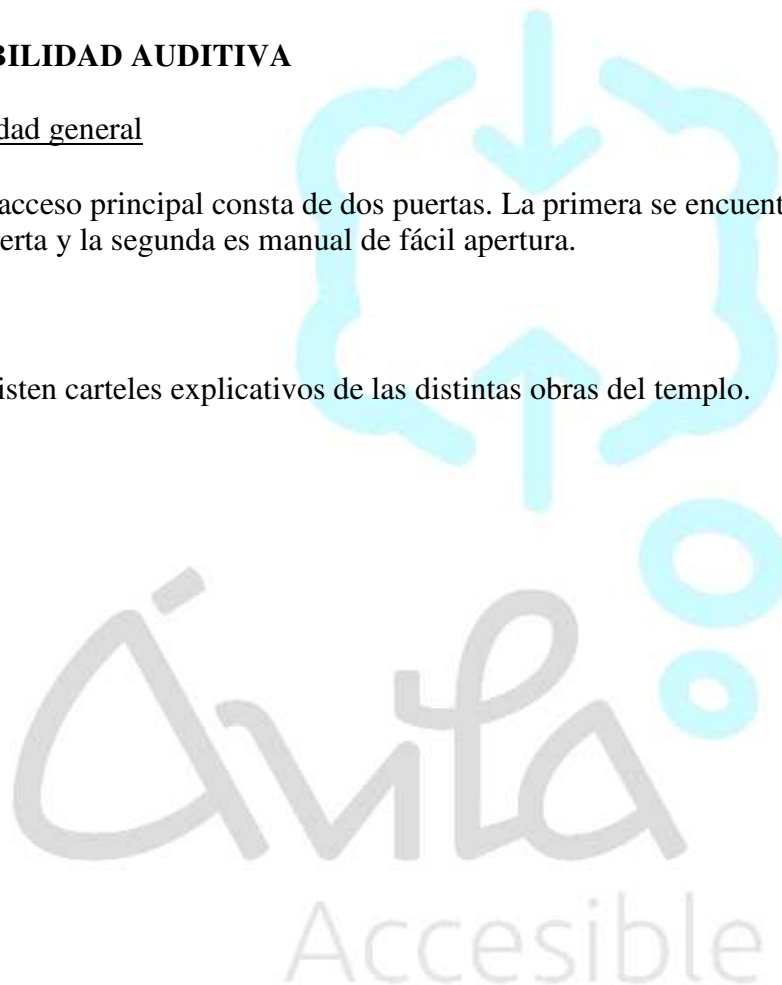 BILIDAD AUDITIVA
dad general
acceso principal consta de dos puertas. La primera se encuent
erta y la segunda es manual de fácil apertura.
isten carteles explicativos de las distintas obras del templo.
Ávila
Accesible